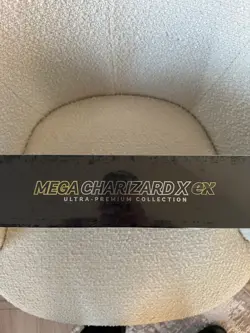 MEGA CHARIZARD X ex
ULTRA-PREMIUM COLLECTION